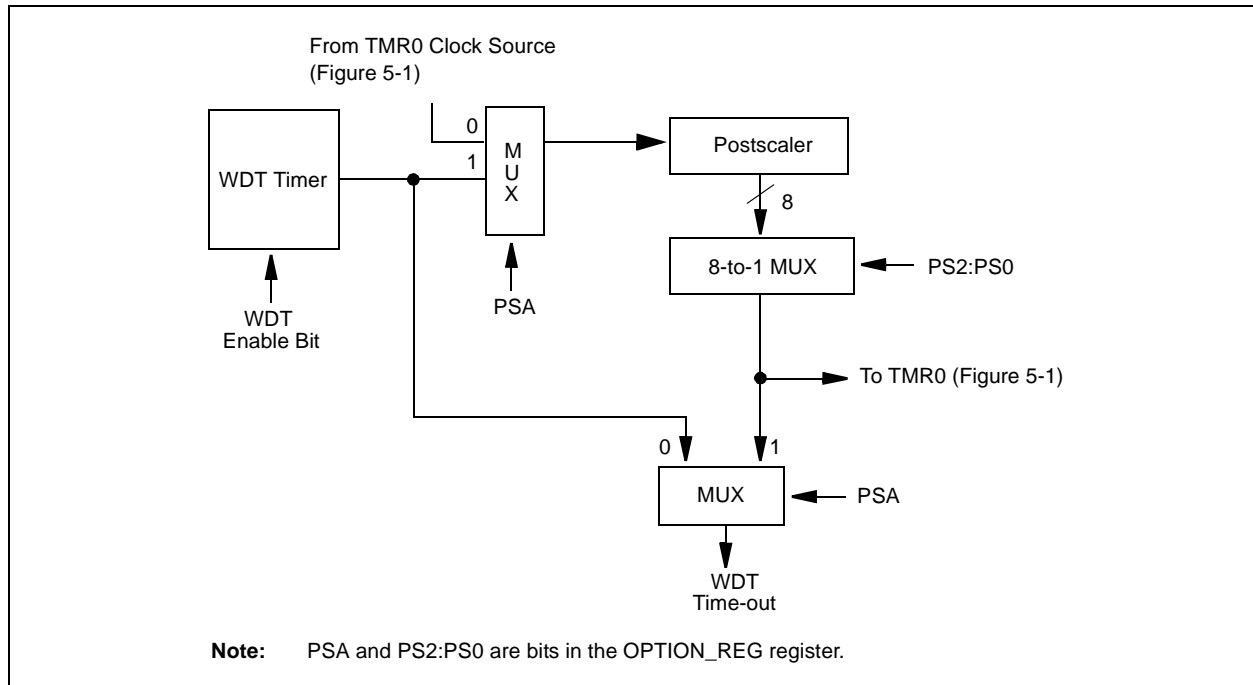 From TMR0 Clock Source
(Figure 5-1)
0
1
M
U
X
WDT Timer
Postscaler
8
8-to-1 MUX
PS2:PS0
PSA
WDT
Enable Bit
To TMR0 (Figure 5-1)
0
1
MUX
PSA
WDT
Time-out
Note: PSA and PS2:PS0 are bits in the OPTION_REG register.